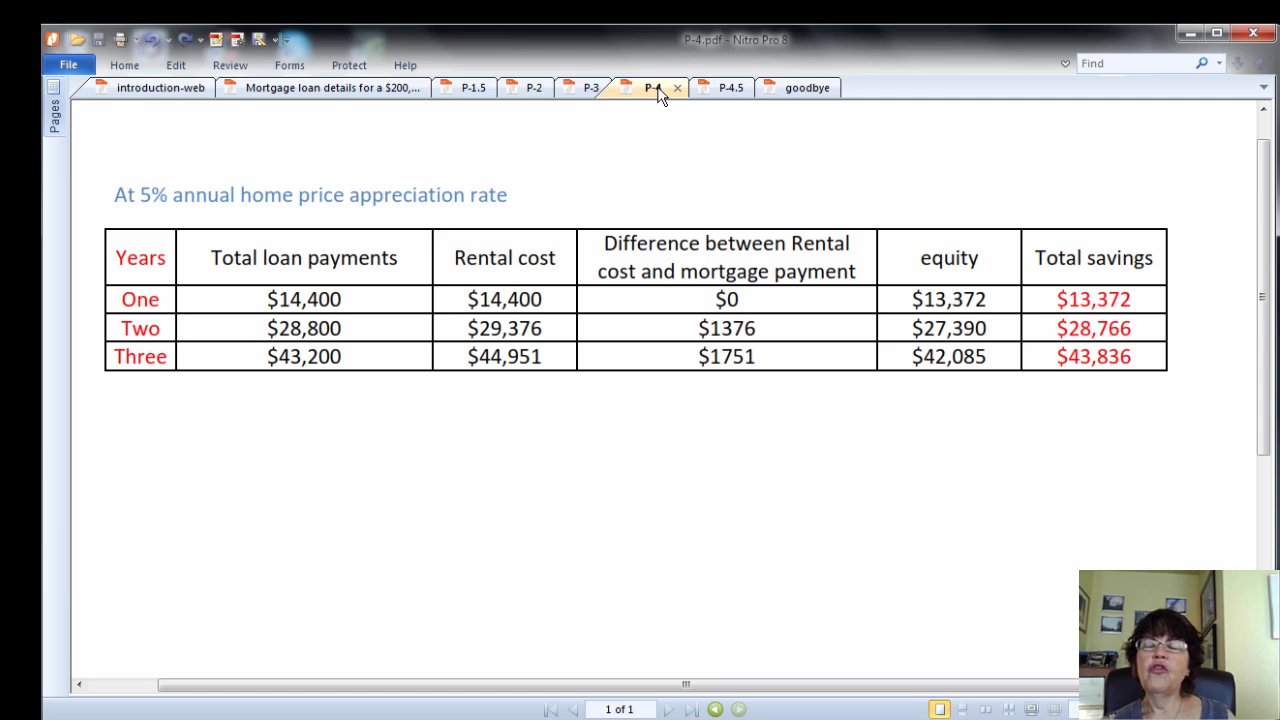 P-4.pdf - Nitro Pro 8
File Home Edit Review Forms Protect Help Find
introduction-web Mortgage loan details for a $200,... P-1.5 P-2 P-3 P-4 P-4.5 goodbye
Pages
At 5% annual home price appreciation rate
Years Total loan payments Rental cost Difference between Rental cost and mortgage payment equity Total savings
One $14,400 $14,400 $0 $13,372 $13,372
Two $28,800 $29,376 $1376 $27,390 $28,766
Three $43,200 $44,951 $1751 $42,085 $43,836
1 of 1